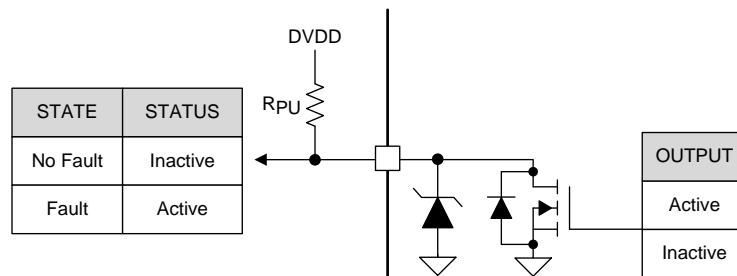 DVDD
RPU
STATE STATUS
No Fault Inactive
Fault Active
OUTPUT
Active
Inactive